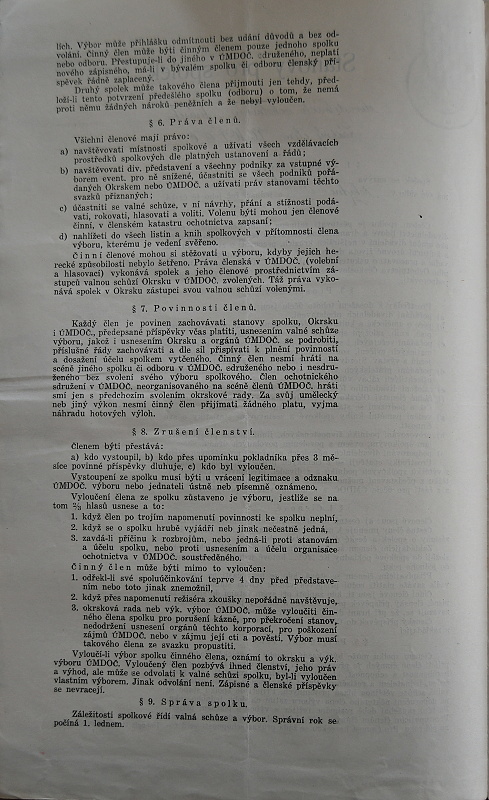 lích. Výbor může přihlášku odmítnouti bez udání důvodů a bez od-
volání. Činný člen může býti činným členem pouze jednoho spolku
nebo odboru. Přestupuje-li do jiného v ÚMDOČ. sdruženého, neplatí
nového zápisného, má-li v bývalém spolku či odboru členský pří-
spěvek řádně zaplacený.
Druhý spolek může takového člena přijmouti jen tehdy, před-
loží-li tento potvrzení předešlého spolku (odboru) o tom, že nemá
proti němu žádných nároků peněžních a že nebyl vyloučen.
§ 6. Práva členů.
Všichni členové mají právo:
a) navštěvovati místnosti spolkové a užívati všech vzdělávacích
prostředků spolkových dle platných ustanovení a řádů;
b) navštěvovati div. představení a všechny podniky za vstupné vý-
borem event. pro ně snížené, účastniti se všech podniků pořá-
daných Okrskem nebo ÚMDOČ. a užívati práv stanovami těchto
svazků přiznaných;
c) účastniti se valné schůze, v ní návrhy, přání a stížnosti podá-
vati, rokovati, hlasovati a voliti. Voleni býti mohou jen členové
činní, v členském katastru ochotnictva zapsaní;
d) nahlížeti do všech listin a knih spolkových v přítomnosti člena
výboru, kterému je vedení svěřeno.
Činní členové mohou si stěžovati u výboru, kdyby jejich he-
recké způsobilosti nebylo šetřeno. Práva členská v ÚMDOČ. (volební
a hlasovací) vykonává spolek a jeho členové prostřednictvím zá-
stupců valnou schůzí Okrsku v ÚMDOČ. zvolených. Táž práva vyko-
nává spolek v Okrsku zástupci svou valnou schůzí volenými.
§ 7. Povinnosti členů.
Každý člen je povinen zachovávati stanovy spolku, Okrsku
i ÚMDOČ., předepsané příspěvky včas platiti, usnesením valné schůze
výboru, jakož i usnesením Okrsku a orgánů ÚMDOČ. se podrobiti,
příslušné řády zachovávati a dle sil přispívati k plnění povinností
a dosažení účelu spolkem vytčeného. Činný člen nesmí hráti na
scéně jiného spolku či odboru v ÚMDOČ. sdruženého nebo i nesdru-
ženého bez svolení svého výboru spolkového. Člen ochotnického
sdružení v ÚMDOČ. neorganisovaného na scéně členů ÚMDOČ. hráti
smí jen s předchozím svolením okrskové rady. Za svůj umělecký
neb jiný výkon nesmí činný člen přijímati žádného platu, vyjma
náhradu hotových výloh.
§ 8. Zrušení členství.
Členem býti přestává:
a) kdo vystoupil, b) kdo přes upomínku pokladníka přes 3 mě-
síce povinné příspěvky dluhuje, c) kdo byl vyloučen.
Vystoupení ze spolku musí býti u vrácení legitimace a odznaku
ÚMDOČ. výboru nebo jednateli ústně neb písemně oznámeno.
Vyloučení člena ze spolku zůstaveno je výboru, jestliže se na
tom ⅔ hlasů usnese a to:
1. když člen po trojím napomenutí povinnosti ke spolku neplní,
2. když se o spolku hrubě vyjádří neb jinak nečestně jedná,
3. zavdá-li příčinu k rozbrojům, nebo jedná-li proti stanovám
a účelu spolku, nebo proti usnesením a účelu organisace
ochotnictva v ÚMDOČ. soustředěného.
Činný člen může býti mimo to vyloučen:
1. odřekl-li své spoluúčinkování teprve 4 dny před představe-
ním nebo toto jinak znemožnil,
2. když přes napomenutí režiséra zkoušky nepořádně navštěvuje,
3. okrsková rada neb výk. výbor ÚMDOČ. může vyloučiti čin-
ného člena spolku pro porušení kázně, pro překročení stanov,
nedodržení usnesení orgánů těchto korporací, pro poškození
zájmů ÚMDOČ. nebo v zájmu její cti a pověsti. Výbor musí
takového člena ze svazku propustiti.
Vyloučí-li výbor spolku činného člena, oznámí to okrsku a výk.
výboru ÚMDOČ. Vyloučený člen pozbývá ihned členství, jeho práv
a výhod, ale může se odvolati k valné schůzi spolku, byl-li vyloučen
vlastním výborem. Jinak odvolání není. Zápisné a členské příspěvky
se nevracejí.
§ 9. Správa spolku.
Záležitosti spolkové řídí valná schůze a výbor. Správní rok se
počíná 1. lednem.